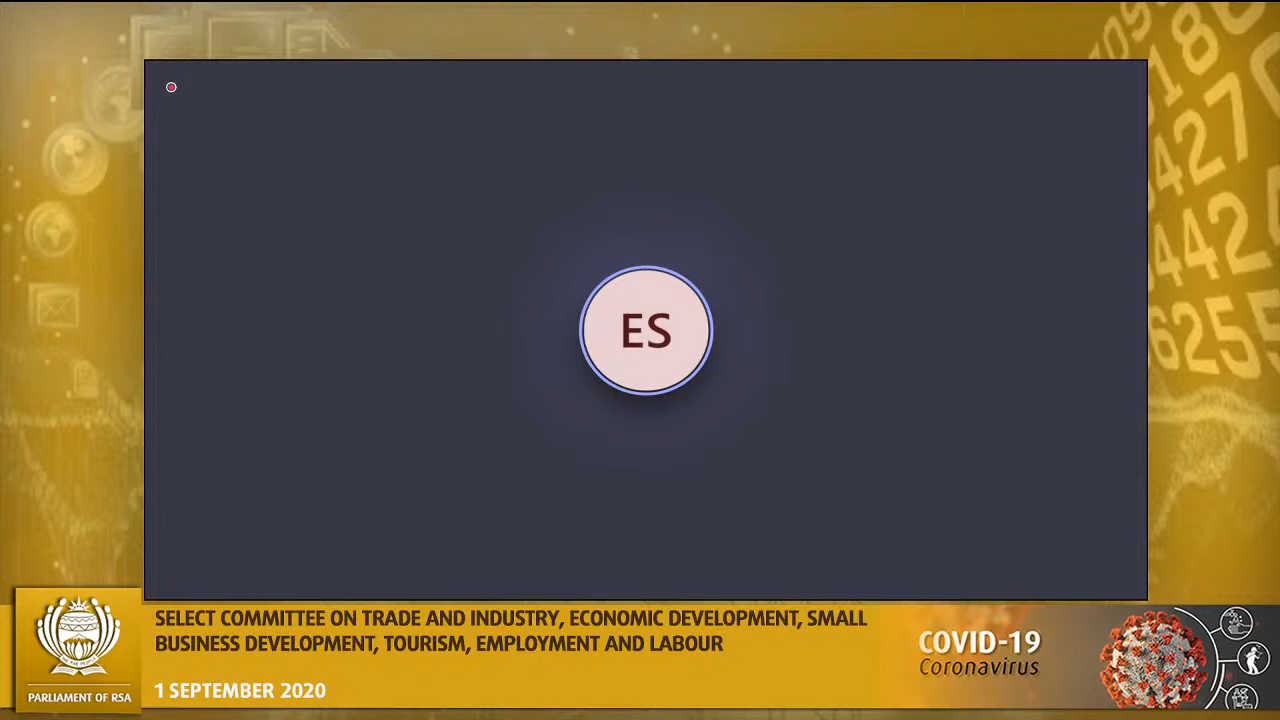 ES
SELECT COMMITTEE ON TRADE AND INDUSTRY, ECONOMIC DEVELOPMENT, SMALL
BUSINESS DEVELOPMENT, TOURISM, EMPLOYMENT AND LABOUR
1 SEPTEMBER 2020
PARLIAMENT OF RSA
COVID-19
Coronavirus